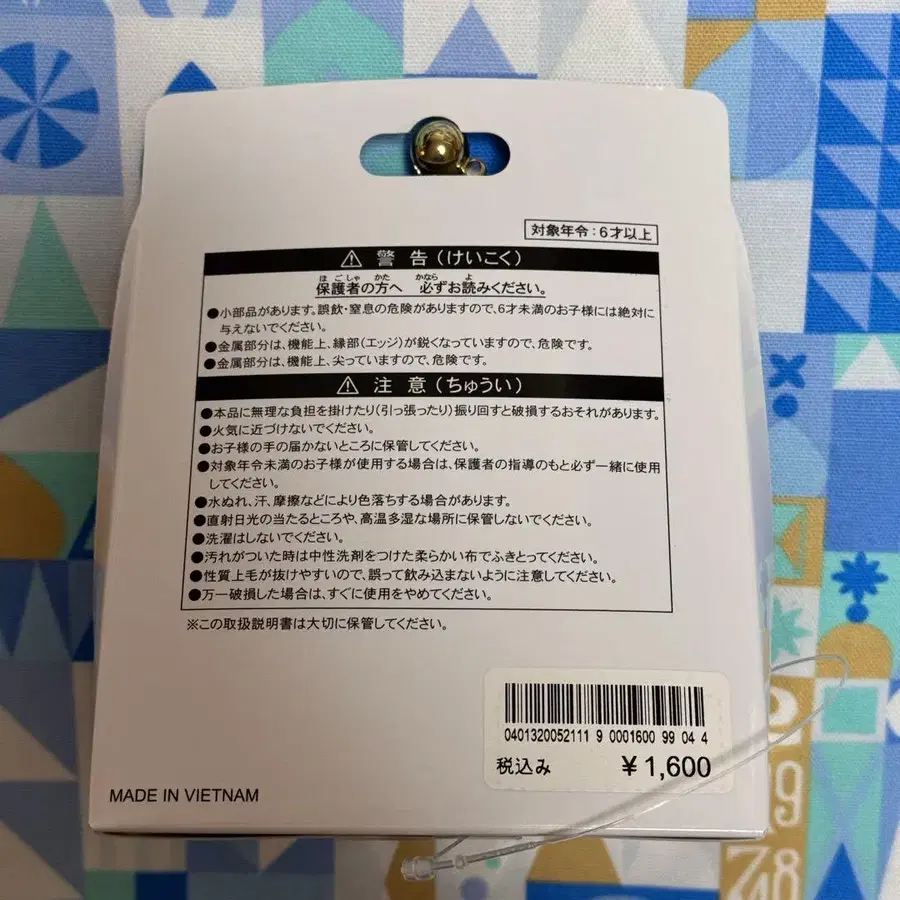 対象年令:6才以上
⚠ 警告(けいこく)
ほごしゃ かた かなら よ
保護者の方へ 必ずお読みください。
●小部品があります。誤飲・窒息の危険がありますので、6才未満のお子様には絶対に
与えないでください。
●金属部分は、機能上、縁部(エッジ)が鋭くなっていますので、危険です。
●金属部分は、機能上、尖っていますので、危険です。
⚠ 注意(ちゅうい)
●本品に無理な負担を掛けたり(引っ張ったり)振り回すと破損するおそれがあります。
●火気に近づけないでください。
●お子様の手の届かないところに保管してください。
●対象年令未満のお子様が使用する場合は、保護者の指導のもと必ず一緒に使用
してください。
●水ぬれ、汗、摩擦などにより色落ちする場合があります。
●直射日光の当たるところや、高温多湿な場所に保管しないでください。
●洗濯はしないでください。
●汚れがついた時は中性洗剤をつけた柔らかい布でふきとってください。
●性質上毛が抜けやすいので、誤って飲み込まないように注意してください。
●万一破損した場合は、すぐに使用をやめてください。
※この取扱説明書は大切に保管してください。
0401320052111 9 0001600 99 04 4
税込み ¥1,600
MADE IN VIETNAM